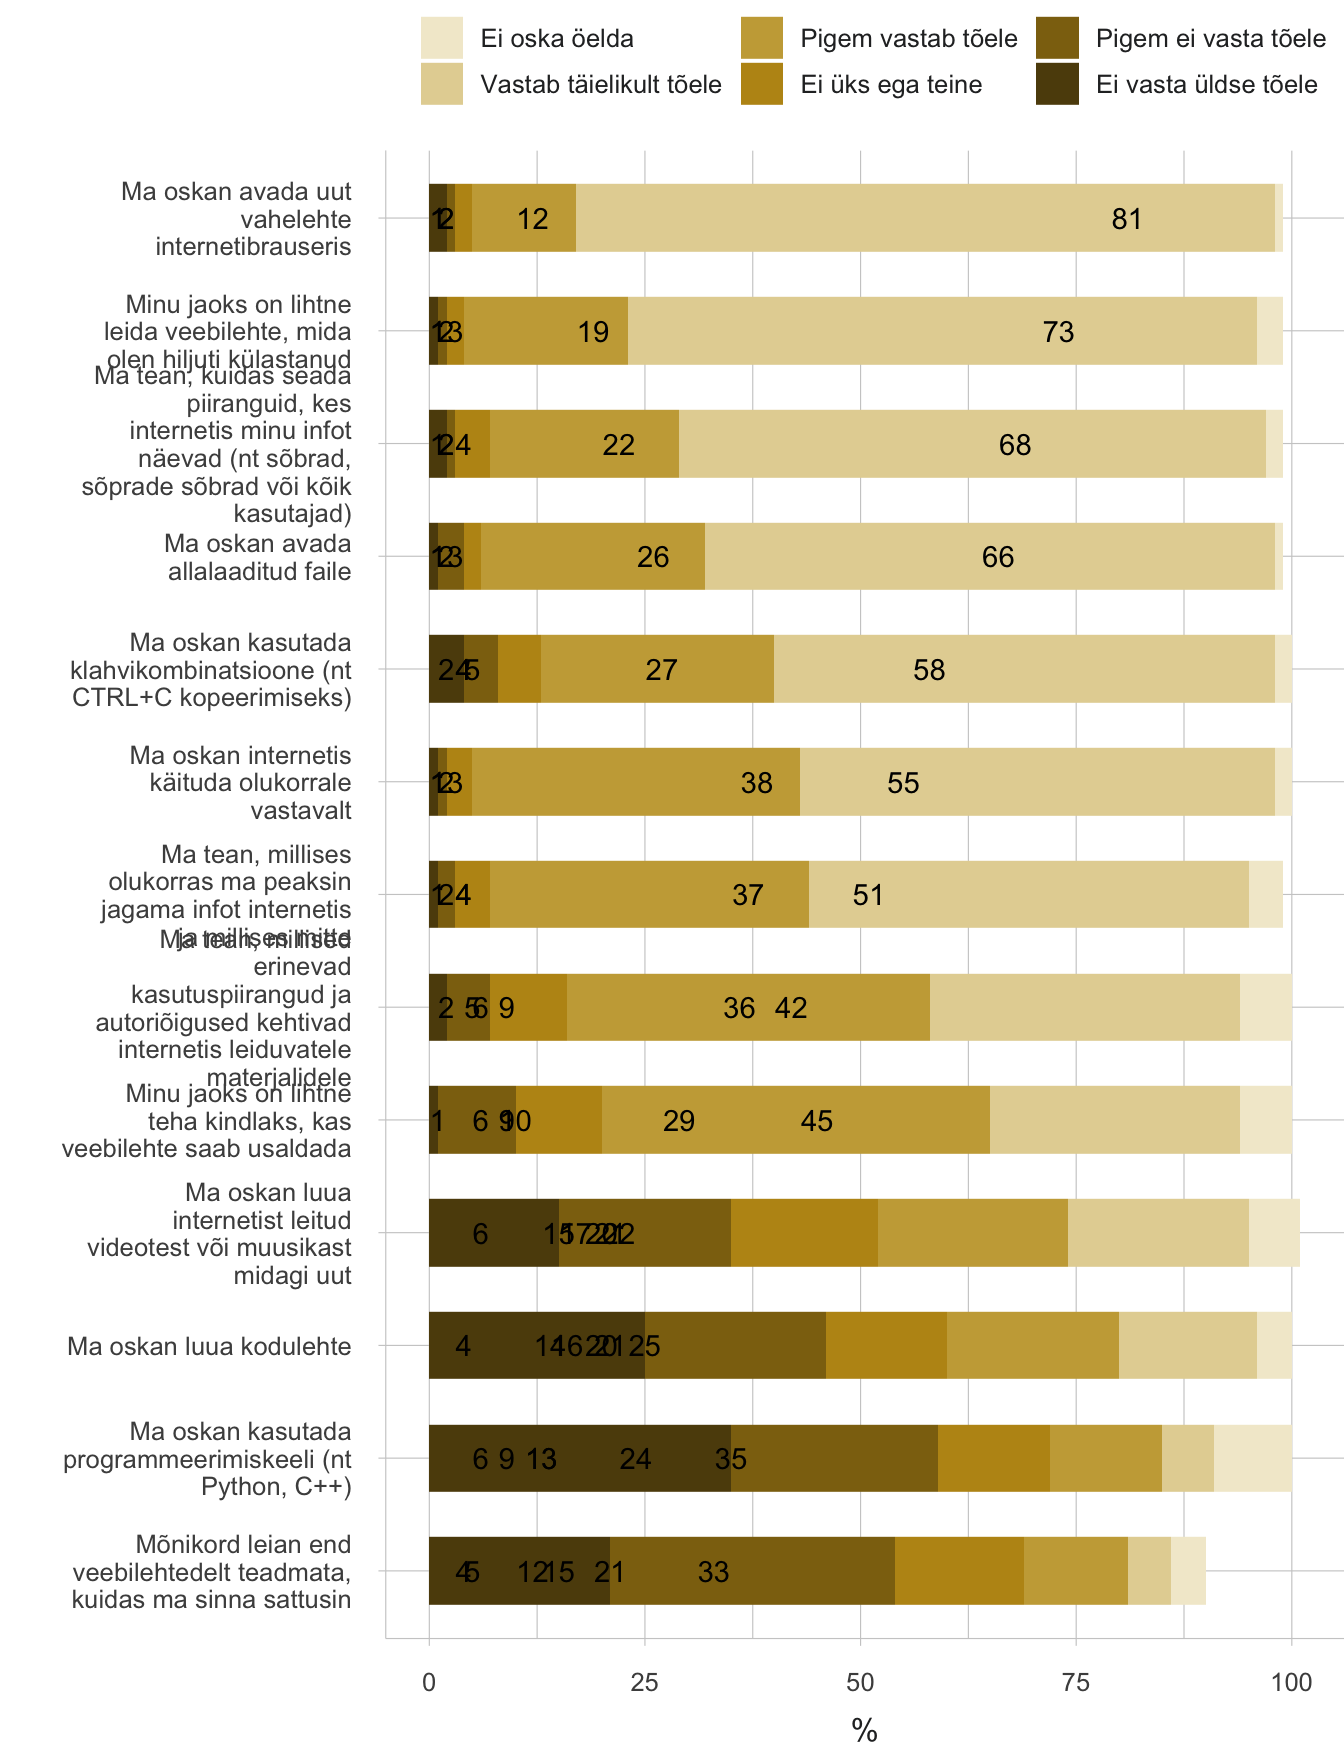 Ei oska öelda
Pigem vastab tõele
Pigem ei vasta tõele
Vastab täielikult tõele
Ei üks ega teine
Ei vasta üldse tõele
Ma oskan avada uut
vahelehte
internetibrauseris
1 2 12 81
Minu jaoks on lihtne
leida veebilehte, mida
olen hiljuti külastanud
1 2 3 19 73
Ma tean, kuidas seada
piiranguid, kes
internetis minu infot
näevad (nt sõbrad,
sõprade sõbrad või kõik
kasutajad)
1 2 4 22 68
Ma oskan avada
allalaaditud faile
1 2 3 26 66
Ma oskan kasutada
klahvikombinatsioone (nt
CTRL+C kopeerimiseks)
2 4 5 27 58
Ma oskan internetis
käituda olukorrale
vastavalt
1 2 3 38 55
Ma tean, millises
olukorras ma peaksin
jagama infot internetis
ja millises mitte
1 2 4 37 51
Ma tean, millised
erinevad
kasutuspiirangud ja
autoriõigused kehtivad
internetis leiduvatele
materjalidele
2 5 6 9 36 42
Minu jaoks on lihtne
teha kindlaks, kas
veebilehte saab usaldada
1 6 9 10 29 45
Ma oskan luua
internetist leitud
videotest või muusikast
midagi uut
6 15 17 20 21 22
Ma oskan luua kodulehte
4 14 16 20 21 25
Ma oskan kasutada
programmeerimiskeeli (nt
Python, C++)
6 9 13 24 35
Mõnikord leian end
veebilehtedelt teadmata,
kuidas ma sinna sattusin
4 5 12 15 21 33
0 25 50 75 100
%